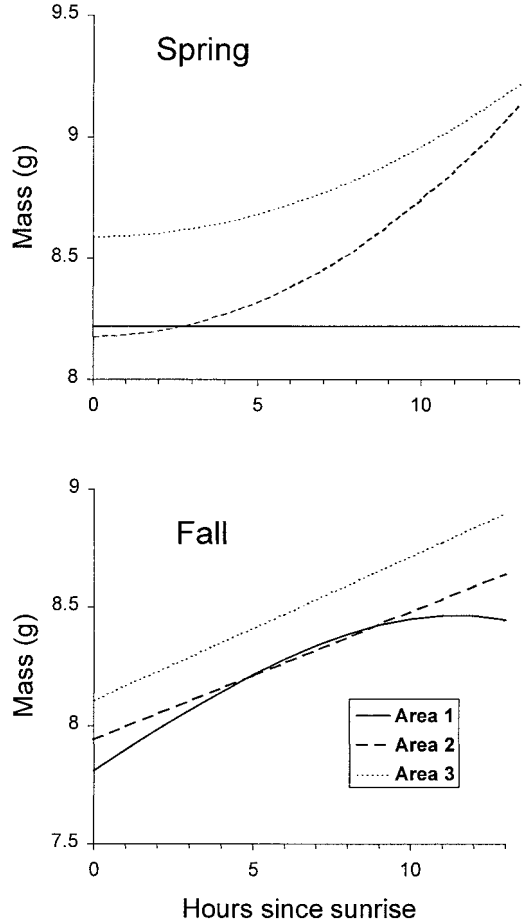 9.5
Spring
9
Mass (g)
8.5
8
0 5 10
9
Fall
8.5
Mass (g)
8
Area 1
Area 2
Area 3
7.5
0 5 10
Hours since sunrise